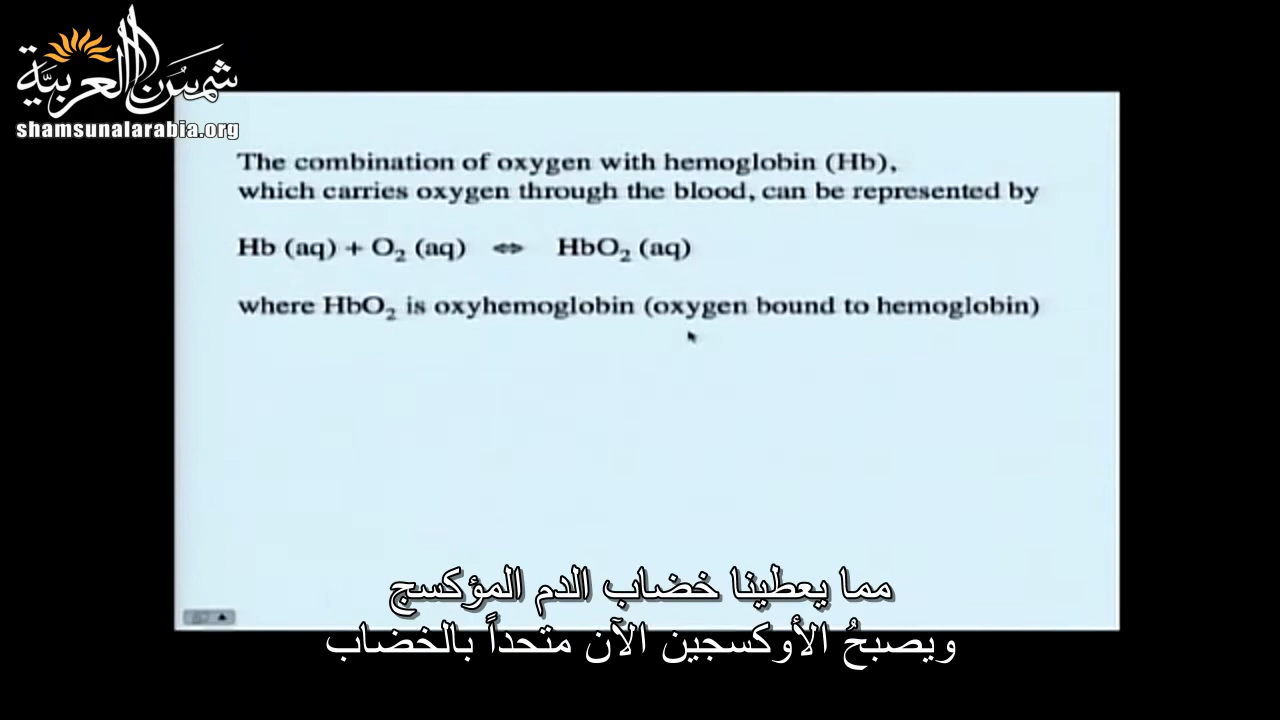 شمسُ العربيّة
shamsunalarabia.org
The combination of oxygen with hemoglobin (Hb),
which carries oxygen through the blood, can be represented by
Hb (aq) + O₂ (aq) ⇔ HbO₂ (aq)
where HbO₂ is oxyhemoglobin (oxygen bound to hemoglobin)
مما يعطينا خضاب الدم المؤكسج
ويصبحُ الأوكسجين الآن متحداً بالخضاب